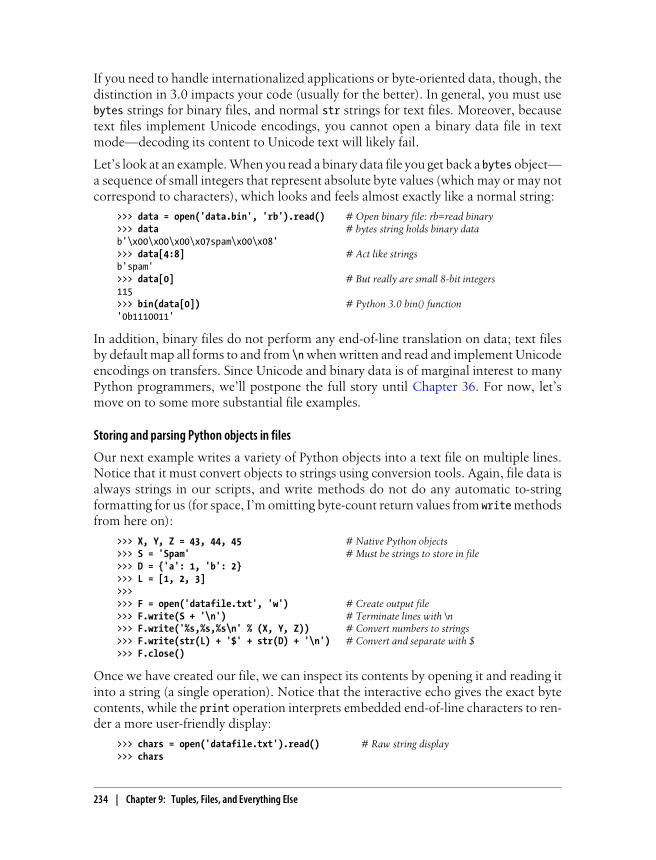 If you need to handle internationalized applications or byte-oriented data, though, the
distinction in 3.0 impacts your code (usually for the better). In general, you must use
bytes strings for binary files, and normal str strings for text files. Moreover, because
text files implement Unicode encodings, you cannot open a binary data file in text
mode—decoding its content to Unicode text will likely fail.
Let's look at an example. When you read a binary data file you get back a bytes object—
a sequence of small integers that represent absolute byte values (which may or may not
correspond to characters), which looks and feels almost exactly like a normal string:
>>> data = open('data.bin', 'rb').read() # Open binary file: rb=read binary
>>> data # bytes string holds binary data
b'\x00\x00\x00\x07spam\x00\x08'
>>> data[4:8] # Act like strings
b'spam'
>>> data[0] # But really are small 8-bit integers
115
>>> bin(data[0]) # Python 3.0 bin() function
'0b1110011'
In addition, binary files do not perform any end-of-line translation on data; text files
by default map all forms to and from \n when written and read and implement Unicode
encodings on transfers. Since Unicode and binary data is of marginal interest to many
Python programmers, we'll postpone the full story until Chapter 36. For now, let's
move on to some more substantial file examples.
Storing and parsing Python objects in files
Our next example writes a variety of Python objects into a text file on multiple lines.
Notice that it must convert objects to strings using conversion tools. Again, file data is
always strings in our scripts, and write methods do not do any automatic to-string
formatting for us (for space, I'm omitting byte-count return values from write methods
from here on):
>>> X, Y, Z = 43, 44, 45 # Native Python objects
>>> S = 'Spam' # Must be strings to store in file
>>> D = {'a': 1, 'b': 2}
>>> L = [1, 2, 3]
>>>
>>> F = open('datafile.txt', 'w') # Create output file
>>> F.write(S + '\n') # Terminate lines with \n
>>> F.write('%s,%s,%s\n' % (X, Y, Z)) # Convert numbers to strings
>>> F.write(str(L) + '$' + str(D) + '\n') # Convert and separate with $
>>> F.close()
Once we have created our file, we can inspect its contents by opening it and reading it
into a string (a single operation). Notice that the interactive echo gives the exact byte
contents, while the print operation interprets embedded end-of-line characters to ren-
der a more user-friendly display:
>>> chars = open('datafile.txt').read() # Raw string display
>>> chars
234 | Chapter 9: Tuples, Files, and Everything Else